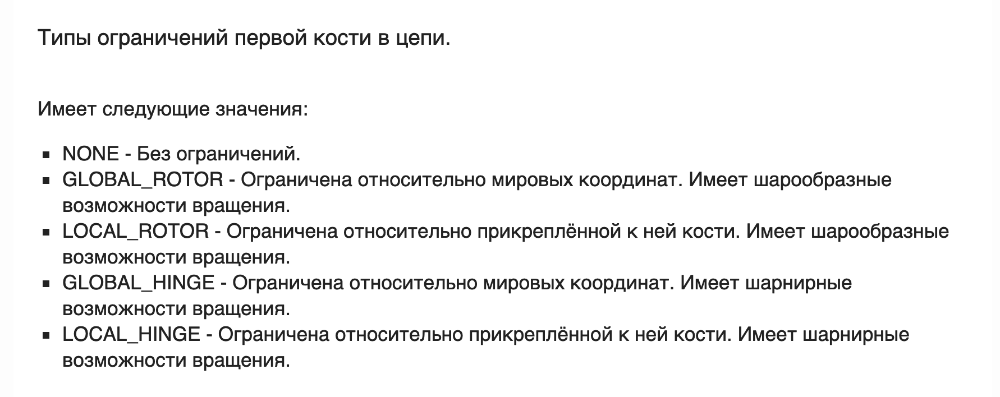 Типы ограничений первой кости в цепи.
Имеет следующие значения:
▪ NONE - Без ограничений.
▪ GLOBAL_ROTOR - Ограничена относительно мировых координат. Имеет шарообразные
возможности вращения.
▪ LOCAL_ROTOR - Ограничена относительно прикреплённой к ней кости. Имеет шарообразные
возможности вращения.
▪ GLOBAL_HINGE - Ограничена относительно мировых координат. Имеет шарнирные
возможности вращения.
▪ LOCAL_HINGE - Ограничена относительно прикреплённой к ней кости. Имеет шарнирные
возможности вращения.